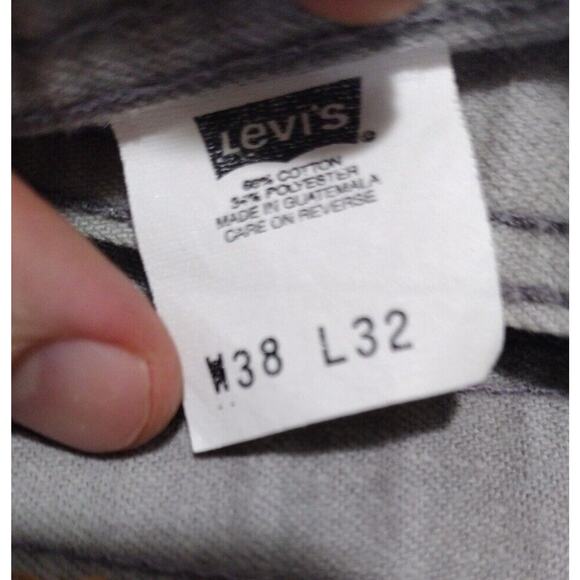 Levi's ®
66% COTTON
34% POLYESTER
MADE IN GUATEMALA
CARE ON REVERSE
W38 L32